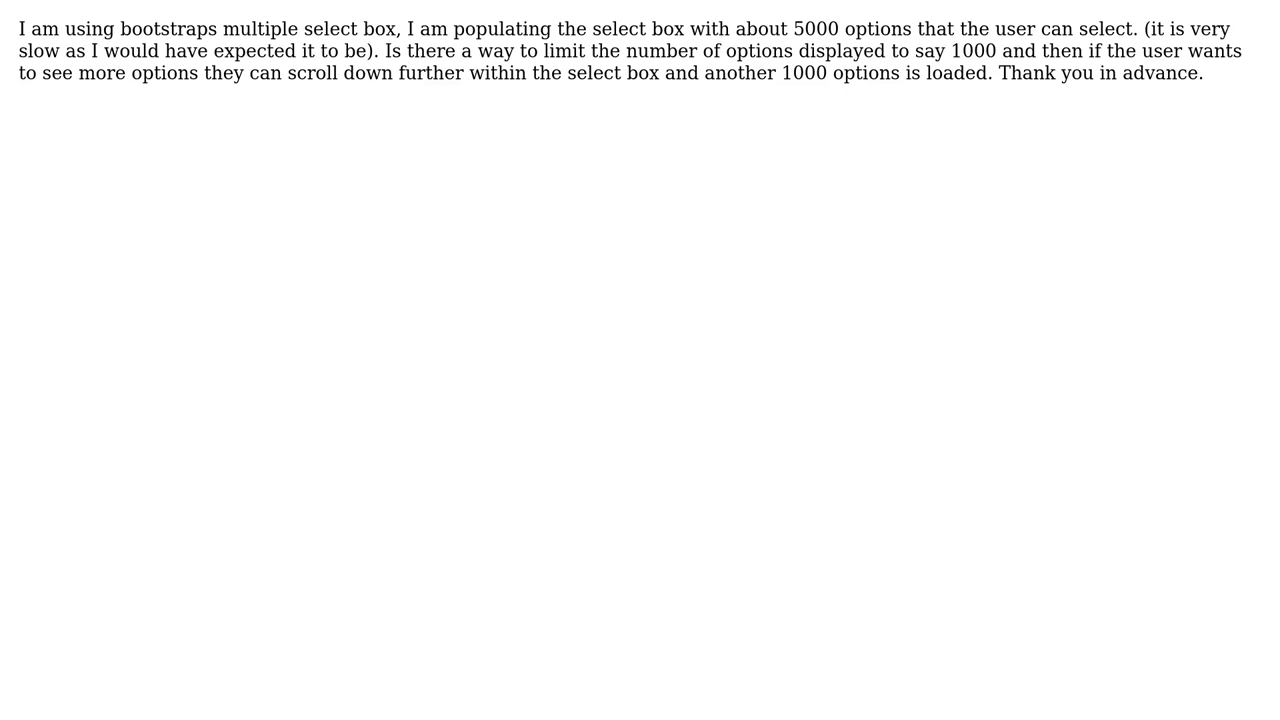 I am using bootstraps multiple select box, I am populating the select box with about 5000 options that the user can select. (it is very
slow as I would have expected it to be). Is there a way to limit the number of options displayed to say 1000 and then if the user wants
to see more options they can scroll down further within the select box and another 1000 options is loaded. Thank you in advance.